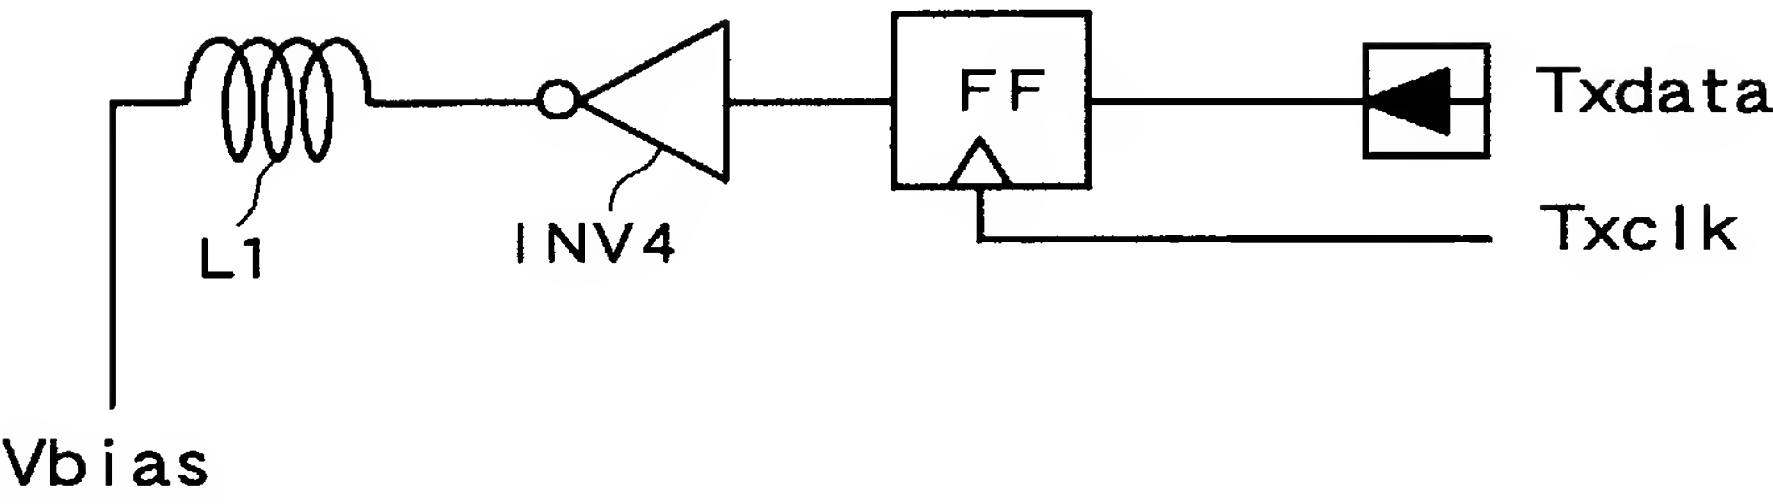 FF
Txdata
L1
INV4
Txclk
Vbias